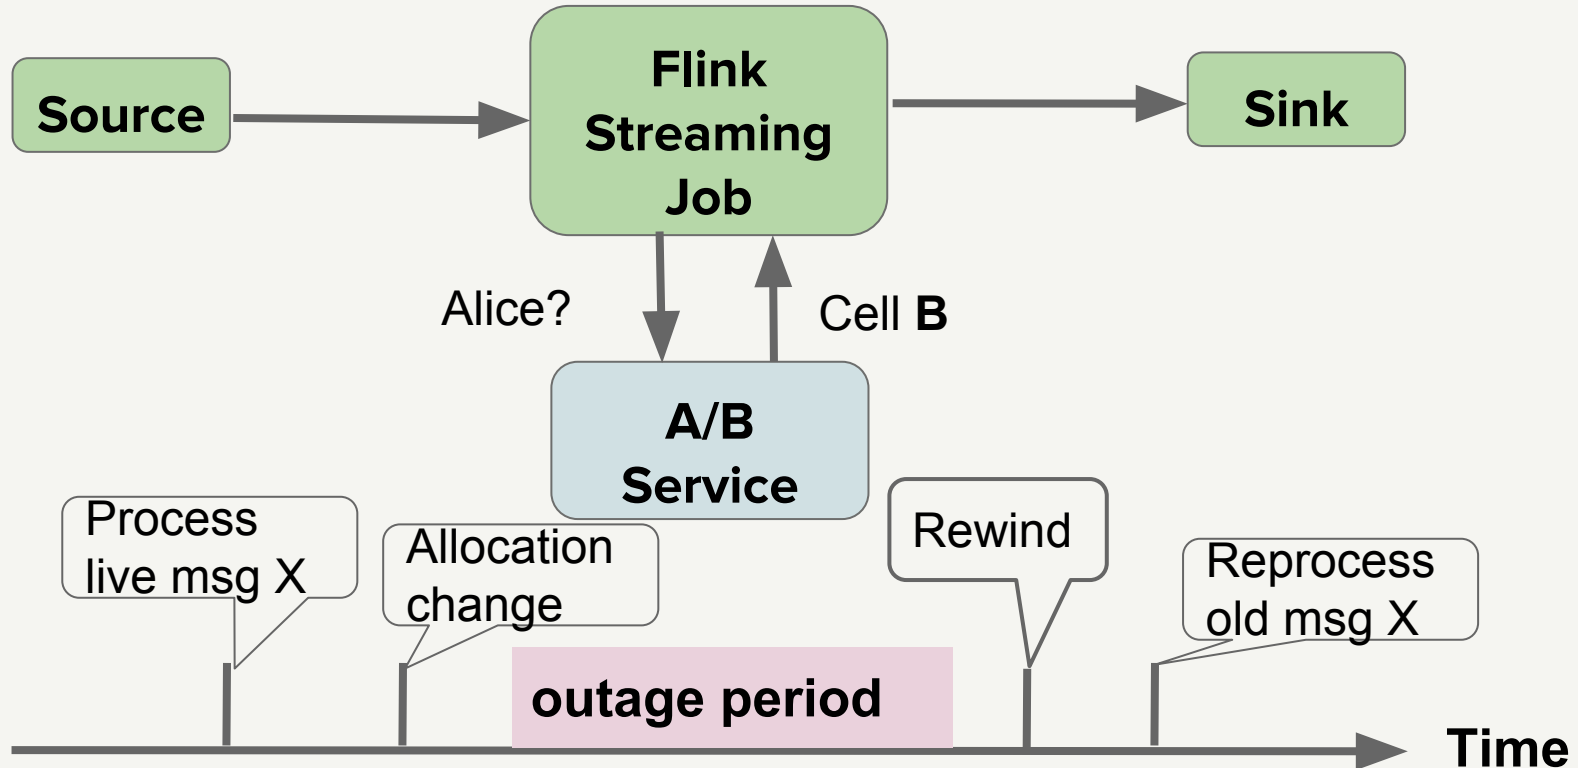 Source
Flink
Streaming
Job
Sink
Alice?
Cell B
A/B
Service
Process
live msg X
Allocation
change
outage period
Rewind
Reprocess
old msg X
Time